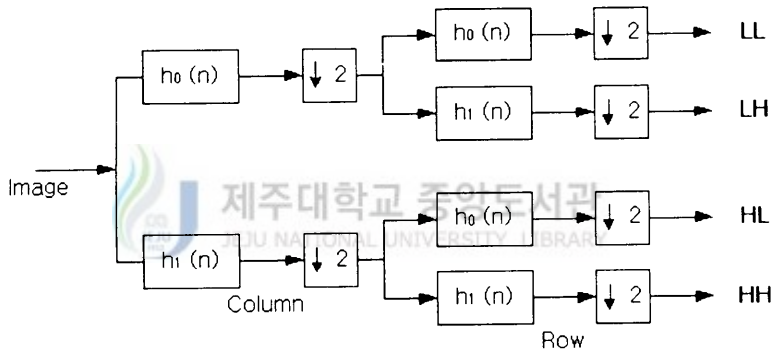 h₀ (n) ↓ 2 LL
h₀ (n) ↓ 2
h₁ (n) ↓ 2 LH
Image
제주대학교 중앙도서관
JEJU NATIONAL UNIVERSITY LIBRARY
h₀ (n) ↓ 2 HL
h₁ (n) ↓ 2
Column
h₁ (n) ↓ 2 HH
Row